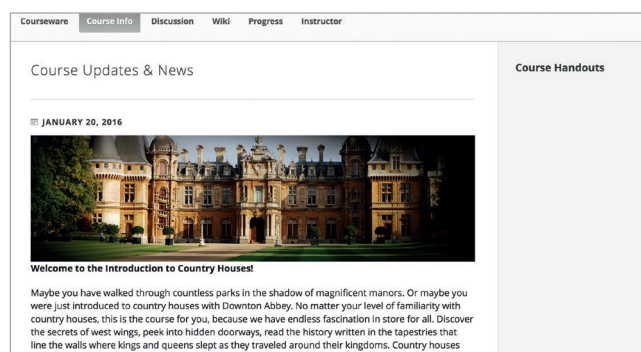 Courseware Course Info Discussion Wiki Progress Instructor
Course Updates & News
Course Handouts
JANUARY 20, 2016
Welcome to the Introduction to Country Houses!
Maybe you have walked through countless parks in the shadow of magnificent manors. Or maybe you
were just introduced to country houses with Downton Abbey. No matter your level of familiarity with
country houses, this is the course for you, because we have endless fascination in store for all. Discover
the secrets of west wings, peek into hidden doorways, read the history written in the tapestries that
line the walls where kings and queens slept as they traveled around their kingdoms. Country houses